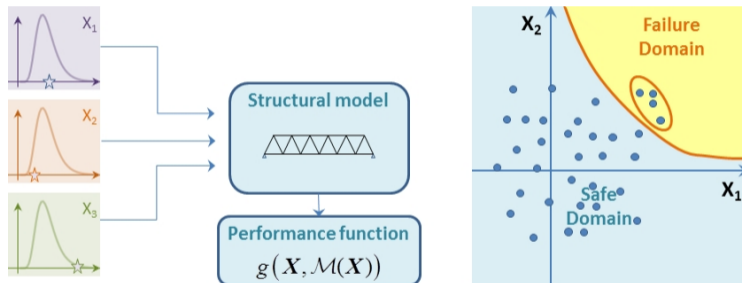 X₁
X₂
X₃
Structural model
Performance function
g(X, ℳ(X))
X₂
Failure
Domain
X₁
Safe
Domain